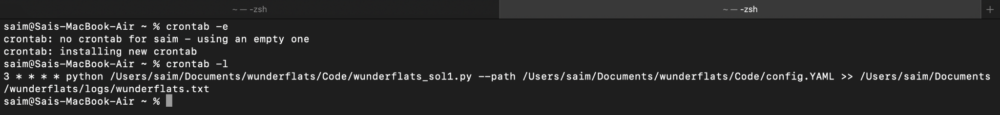 ~ — -zsh
~ — -zsh
+
saim@Sais-MacBook-Air ~ % crontab -e
crontab: no crontab for saim - using an empty one
crontab: installing new crontab
saim@Sais-MacBook-Air ~ % crontab -l
3 * * * * python /Users/saim/Documents/wunderflats/Code/wunderflats_sol1.py --path /Users/saim/Documents/wunderflats/Code/config.YAML >> /Users/saim/Documents
/wunderflats/logs/wunderflats.txt
saim@Sais-MacBook-Air ~ %